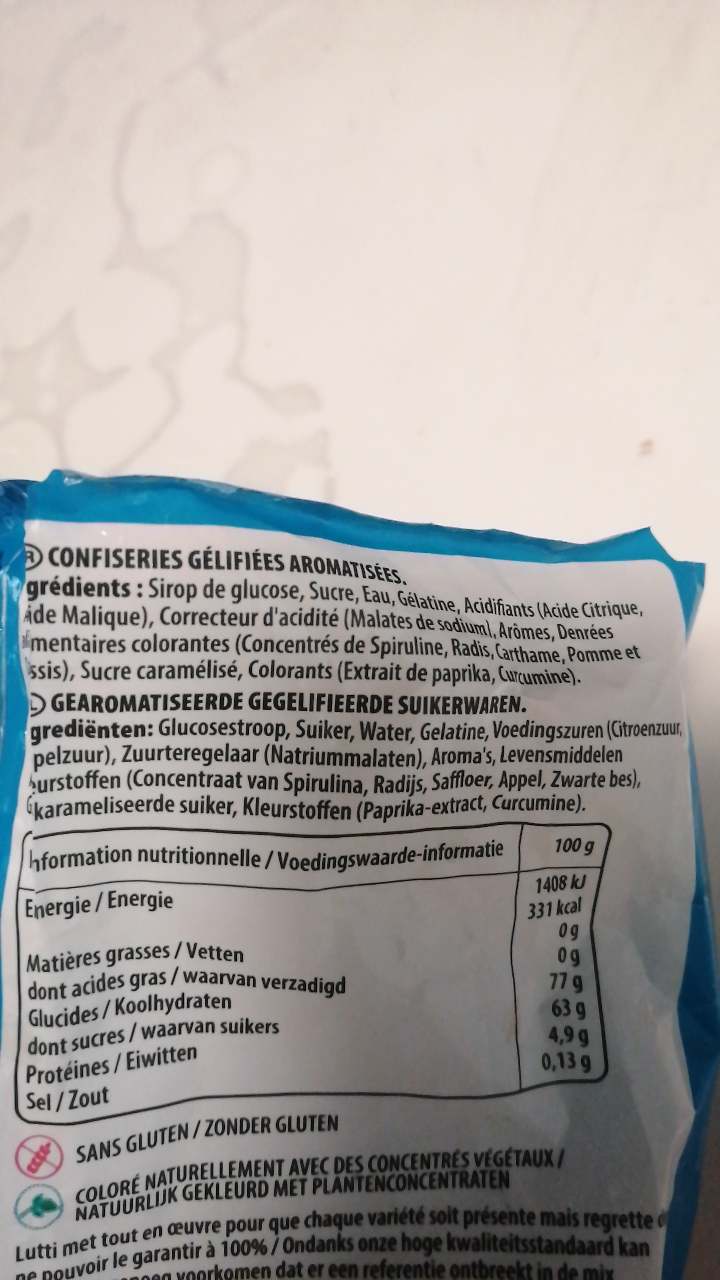 CONFISERIES GÉLIFIÉES AROMATISÉES.
grédients : Sirop de glucose, Sucre, Eau, Gélatine, Acidifiants (Acide Citrique,
ide Malique), Correcteur d'acidité (Malates de sodium), Arômes, Denrées
mentaires colorantes (Concentrés de Spiruline, Radis, Carthame, Pomme et
ssis), Sucre caramélisé, Colorants (Extrait de paprika, Curcumine).
GEAROMATISEERDE GEGELIFIEERDE SUIKERWAREN.
grediënten: Glucosestroop, Suiker, Water, Gelatine, Voedingszuren (Citroenzuur,
pelzuur), Zuurteregelaar (Natriummalaten), Aroma's, Levensmiddelen
urstoffen (Concentraat van Spirulina, Radijs, Saffloer, Appel, Zwarte bes),
karameliseerde suiker, Kleurstoffen (Paprika-extract, Curcumine).
nformation nutritionnelle / Voedingswaarde-informatie 100 g
Energie / Energie 1408 kJ
331 kcal
Matières grasses / Vetten 0 g
dont acides gras / waarvan verzadigd 0 g
Glucides / Koolhydraten 77 g
dont sucres / waarvan suikers 63 g
Protéines / Eiwitten 4,9 g
Sel / Zout 0,13 g
SANS GLUTEN / ZONDER GLUTEN
COLORÉ NATURELLEMENT AVEC DES CONCENTRÉS VÉGÉTAUX /
NATUURLIJK GEKLEURD MET PLANTENCONCENTRATEN
Lutti met tout en œuvre pour que chaque variété soit présente mais regrette
ne pouvoir le garantir à 100% / Ondanks onze hoge kwaliteitsstandaard kan
voorkomen dat er een referentie ontbreekt in de mix